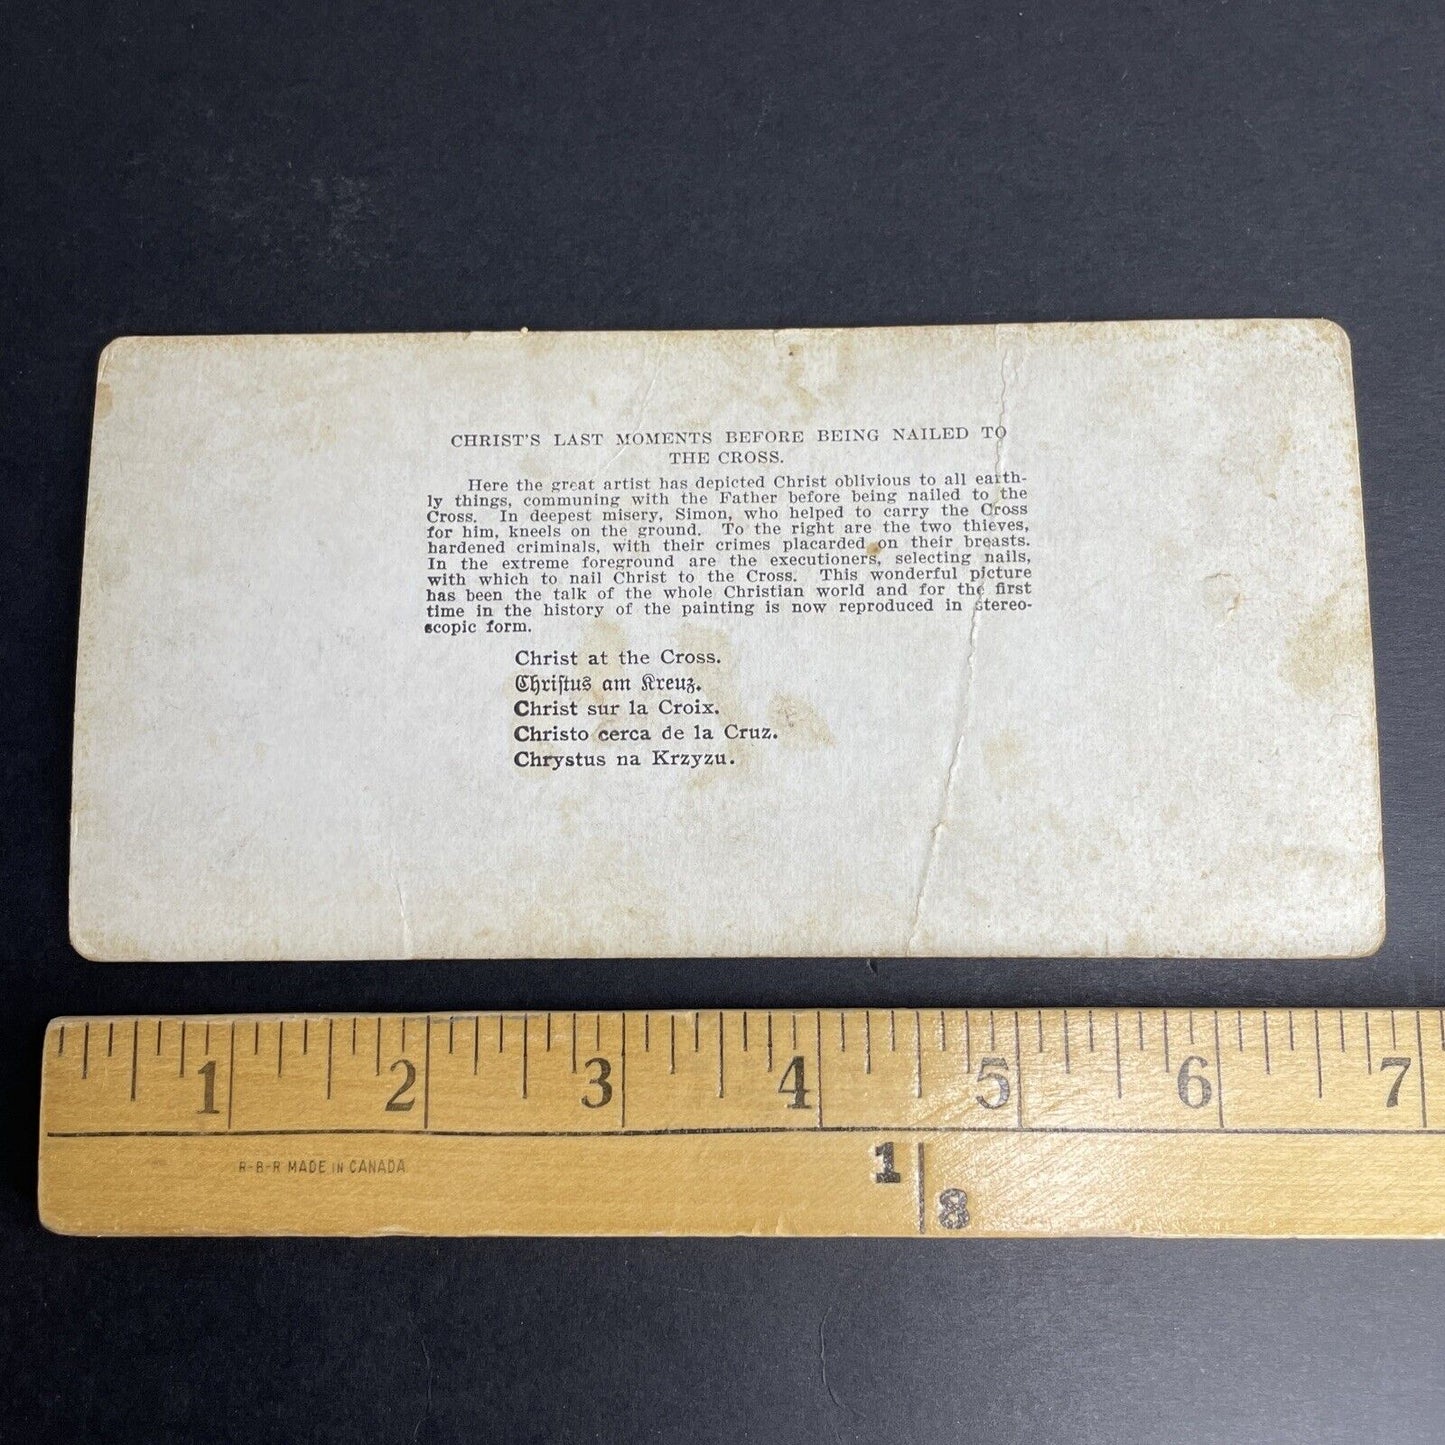 CHRIST'S LAST MOMENTS BEFORE BEING NAILED TO
THE CROSS.
Here the great artist has depicted Christ oblivious to all earth-
ly things, communing with the Father before being nailed to the
Cross. In deepest misery, Simon, who helped to carry the Cross
for him, kneels on the ground. To the right are the two thieves,
hardened criminals, with their crimes placarded on their breasts.
In the extreme foreground are the executioners, selecting nails,
with which to nail Christ to the Cross. This wonderful picture
has been the talk of the whole Christian world and for the first
time in the history of the painting is now reproduced in stereo-
scopic form.
Christ at the Cross.
Chriſtus am Kreuz.
Christ sur la Croix.
Christo cerca de la Cruz.
Chrystus na Krzyzu.
1 2 3 4 5 6 7
R-B-R MADE IN CANADA
1
8